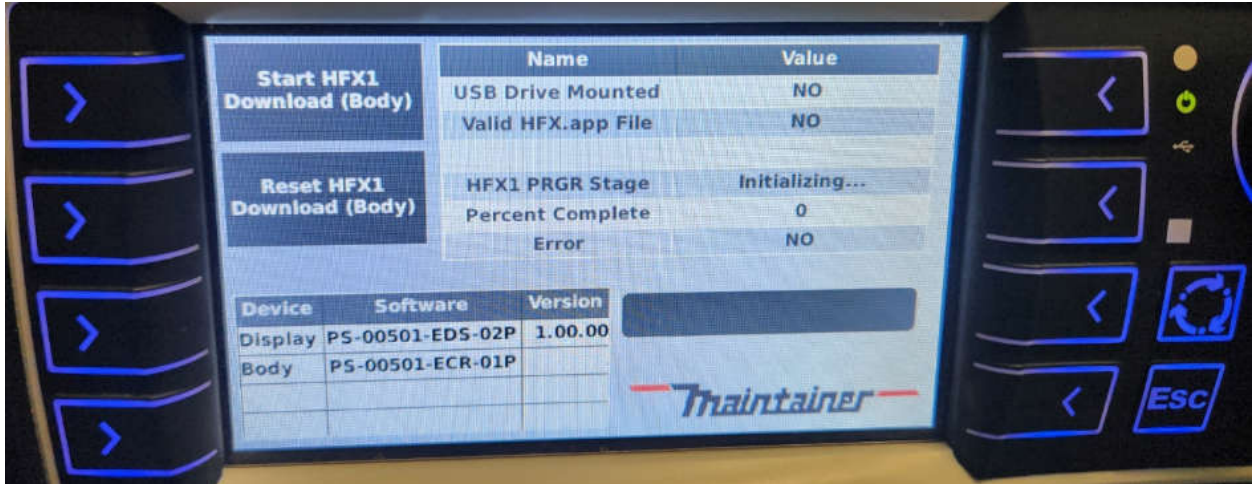 Start HFX1
Download (Body)
Reset HFX1
Download (Body)
Name Value
USB Drive Mounted NO
Valid HFX.app File NO
HFX1 PRGR Stage Initializing...
Percent Complete 0
Error NO
Device Software Version
Display PS-00501-EDS-02P 1.00.00
Body PS-00501-ECR-01P
Maintainer
ESC